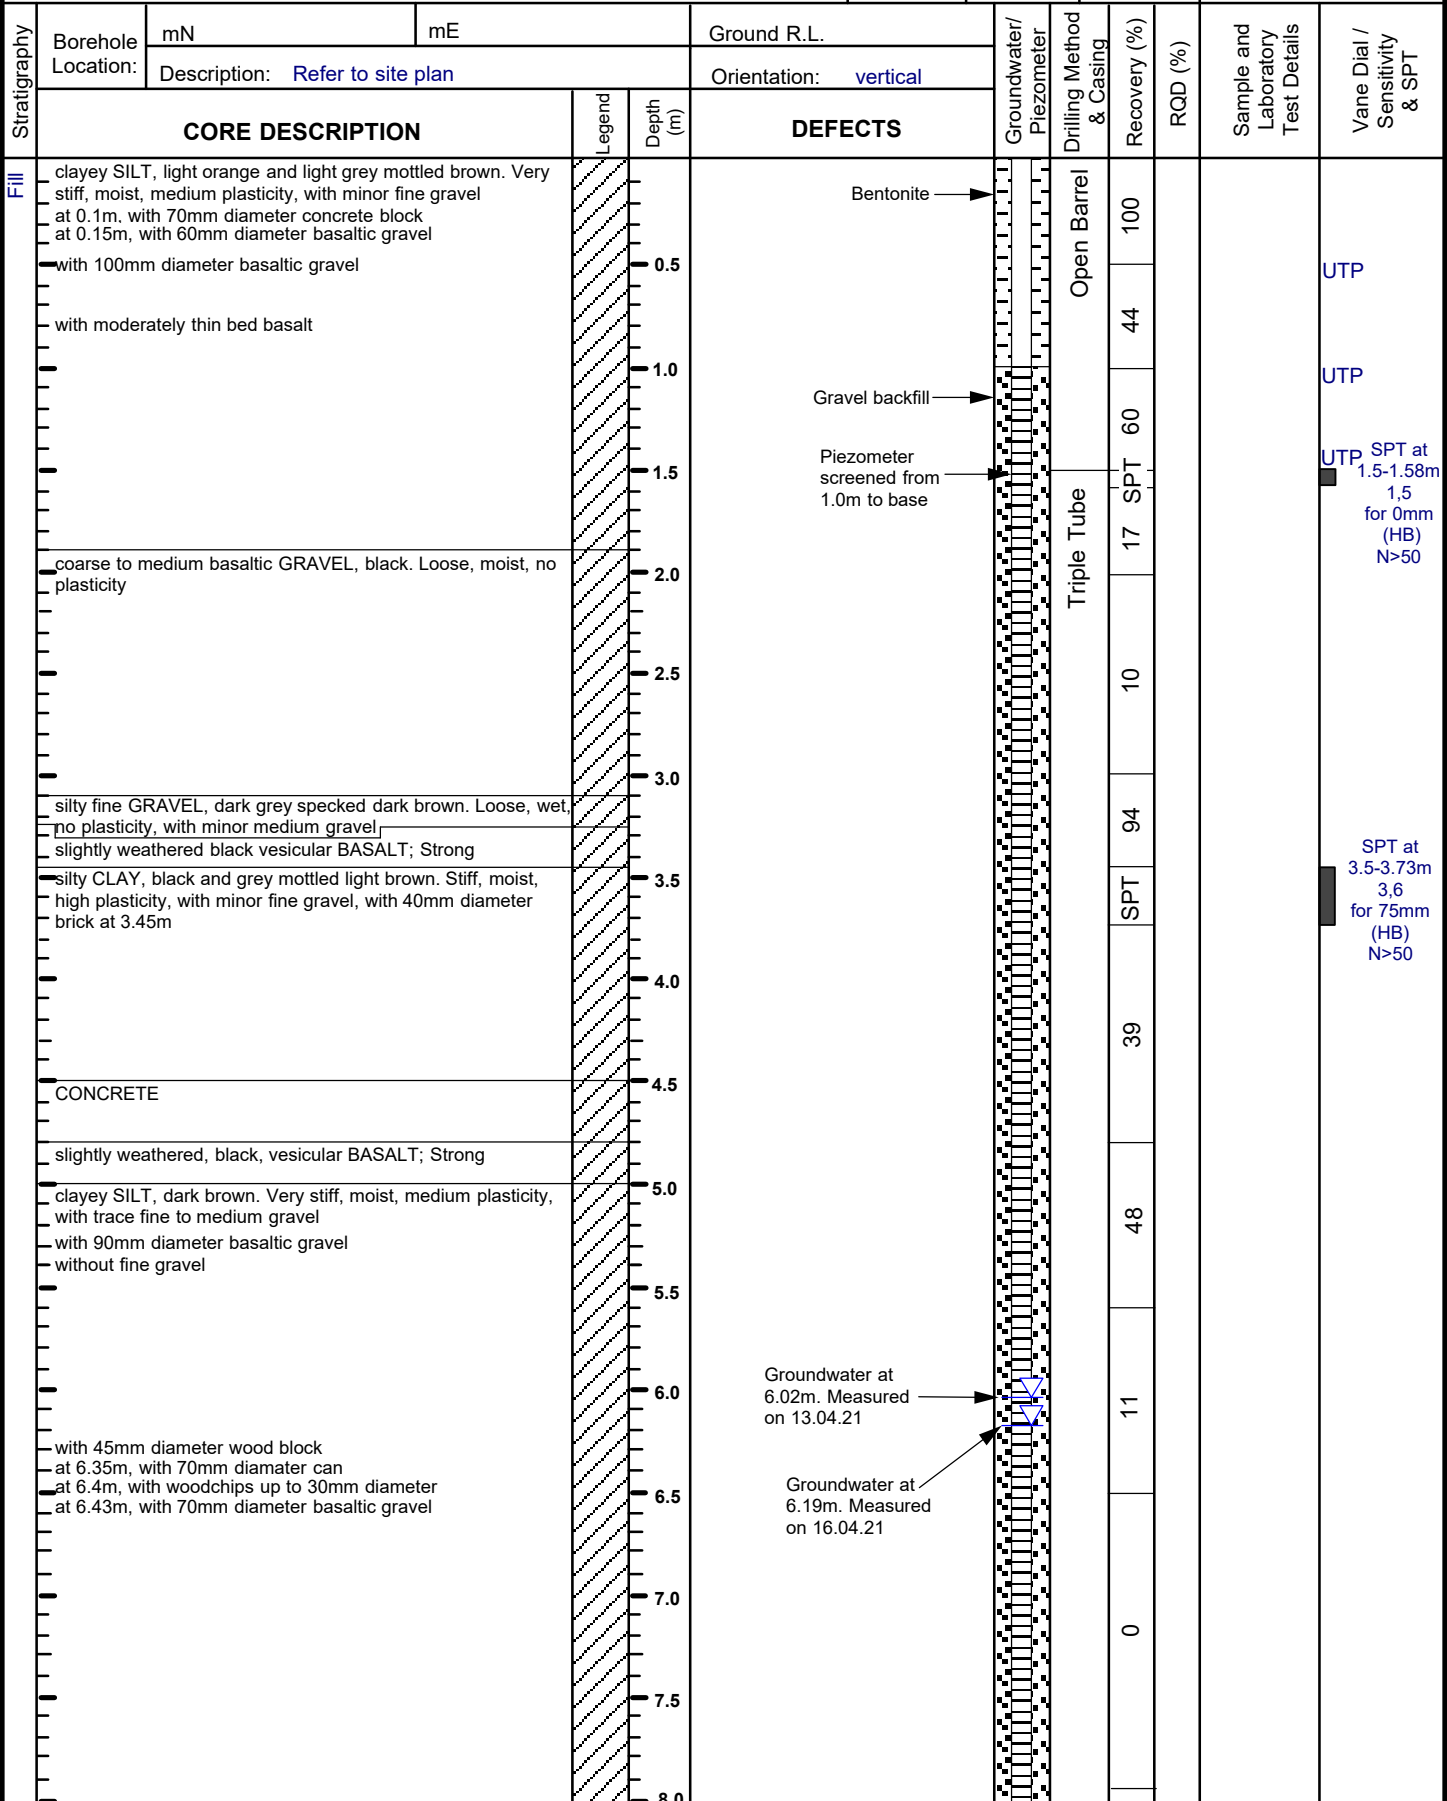 Stratigraphy
Borehole
Location:
mN
mE
Description: Refer to site plan
Ground R.L.
Orientation: vertical
CORE DESCRIPTION
Legend
Depth
(m)
DEFECTS
Groundwater/
Piezometer
Drilling Method
& Casing
Recovery (%)
RQD (%)
Sample and
Laboratory
Test Details
Vane Dial /
Sensitivity
& SPT
Fill
clayey SILT, light orange and light grey mottled brown. Very
stiff, moist, medium plasticity, with minor fine gravel
at 0.1m, with 70mm diameter concrete block
at 0.15m, with 60mm diameter basaltic gravel
with 100mm diameter basaltic gravel
with moderately thin bed basalt
coarse to medium basaltic GRAVEL, black. Loose, moist, no
plasticity
silty fine GRAVEL, dark grey specked dark brown. Loose, wet,
no plasticity, with minor medium gravel
slightly weathered black vesicular BASALT; Strong
silty CLAY, black and grey mottled light brown. Stiff, moist,
high plasticity, with minor fine gravel, with 40mm diameter
brick at 3.45m
CONCRETE
slightly weathered, black, vesicular BASALT; Strong
clayey SILT, dark brown. Very stiff, moist, medium plasticity,
with trace fine to medium gravel
with 90mm diameter basaltic gravel
without fine gravel
with 45mm diameter wood block
at 6.35m, with 70mm diamater can
at 6.4m, with woodchips up to 30mm diameter
at 6.43m, with 70mm diameter basaltic gravel
0.5
1.0
1.5
2.0
2.5
3.0
3.5
4.0
4.5
5.0
5.5
6.0
6.5
7.0
7.5
8.0
Bentonite
Gravel backfill
Piezometer
screened from
1.0m to base
Groundwater at
6.02m. Measured
on 13.04.21
Groundwater at
6.19m. Measured
on 16.04.21
Open Barrel
Triple Tube
100
44
60
SPT
17
10
94
SPT
39
48
11
0
UTP
UTP
UTP
SPT at
1.5-1.58m
1,5
for 0mm
(HB)
N>50
SPT at
3.5-3.73m
3,6
for 75mm
(HB)
N>50